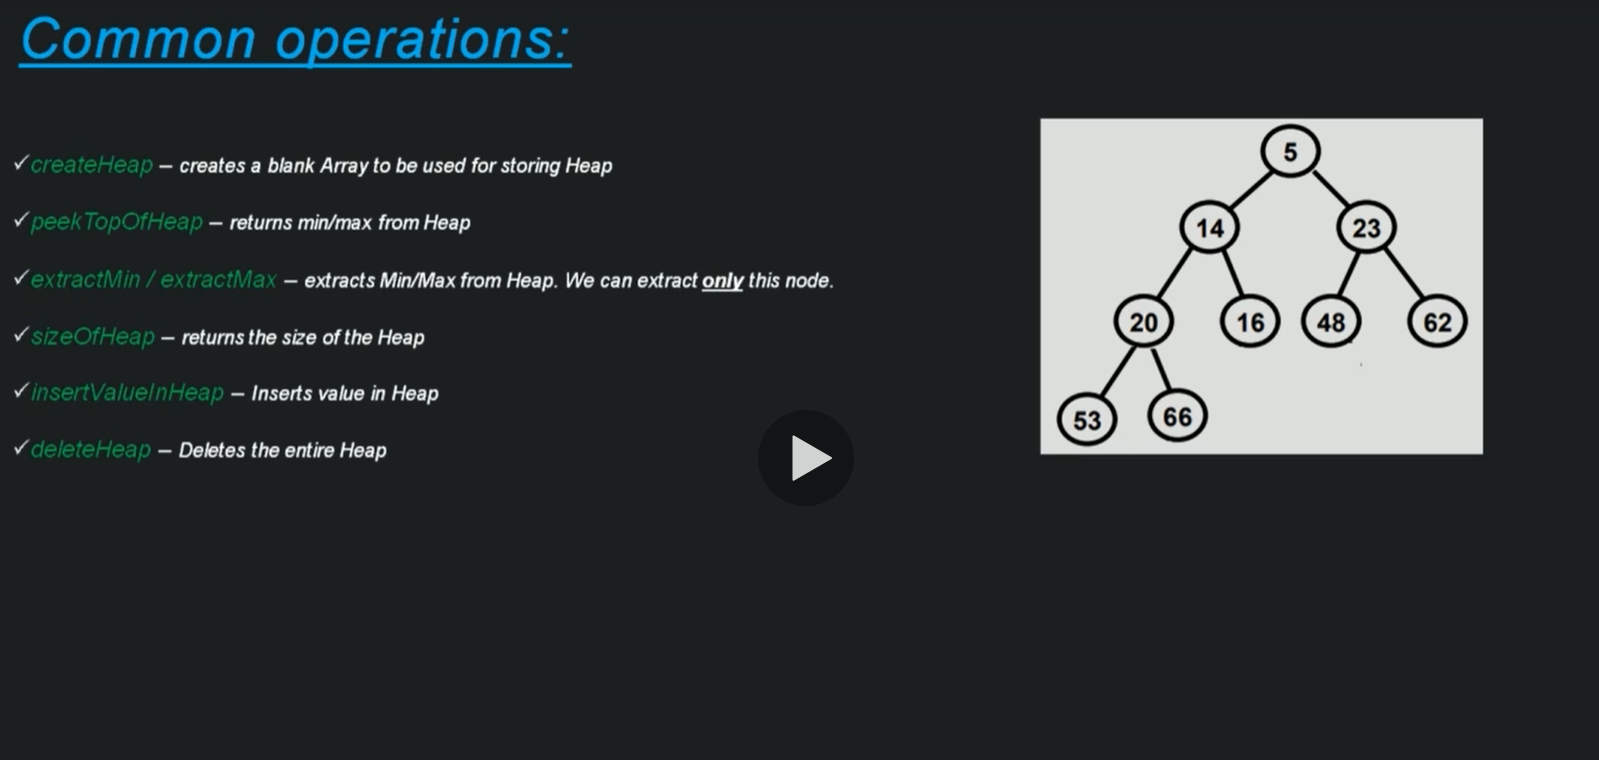 Common operations:
✓createHeap – creates a blank Array to be used for storing Heap
✓peekTopOfHeap – returns min/max from Heap
✓extractMin / extractMax – extracts Min/Max from Heap. We can extract only this node.
✓sizeOfHeap – returns the size of the Heap
✓insertValueInHeap – Inserts value in Heap
✓deleteHeap – Deletes the entire Heap
5
14 23
20 16 48 62
53 66